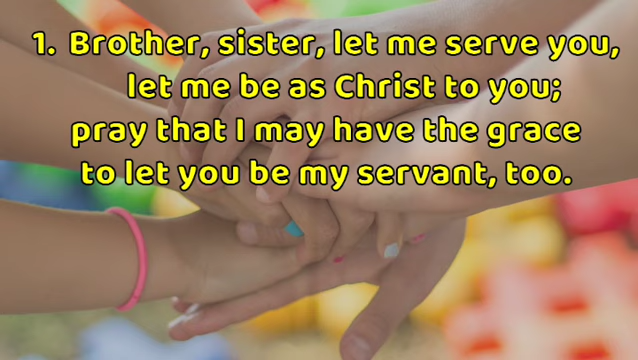 1. Brother, sister, let me serve you,
let me be as Christ to you;
pray that I may have the grace
to let you be my servant, too.